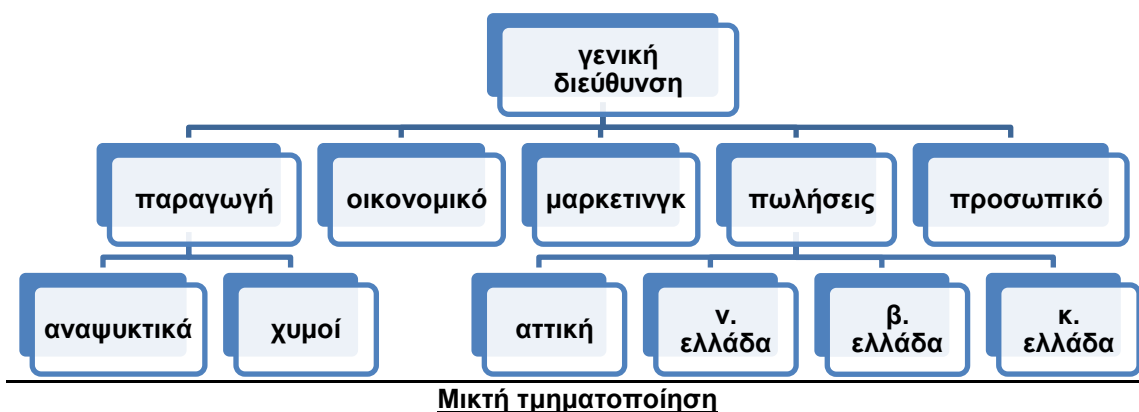 γενική
διεύθυνση
παραγωγή
οικονομικό
μαρκετινγκ
πωλήσεις
προσωπικό
αναψυκτικά
χυμοί
αττική
ν.
ελλάδα
β.
ελλάδα
κ.
ελλάδα
Μικτή τμηματοποίηση